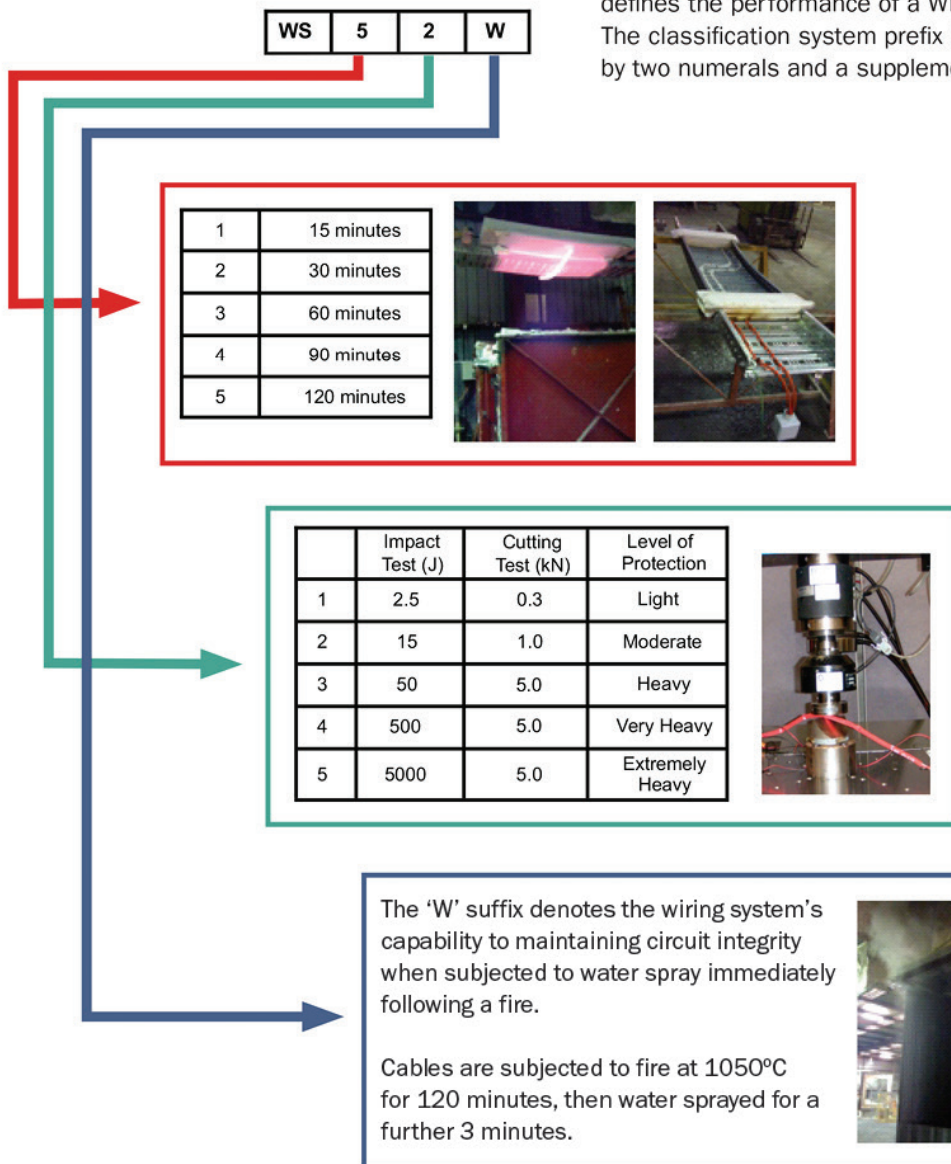 defines the performance of a
The classification system prefix
by two numerals and a
WS 5 2 W
1 15 minutes
2 30 minutes
3 60 minutes
4 90 minutes
5 120 minutes
Impact Test (J) Cutting Test (kN) Level of Protection
1 2.5 0.3 Light
2 15 1.0 Moderate
3 50 5.0 Heavy
4 500 5.0 Very Heavy
5 5000 5.0 Extremely Heavy
The ‘W’ suffix denotes the wiring system’s
capability to maintaining circuit integrity
when subjected to water spray immediately
following a fire.
Cables are subjected to fire at 1050ºC
for 120 minutes, then water sprayed for a
further 3 minutes.